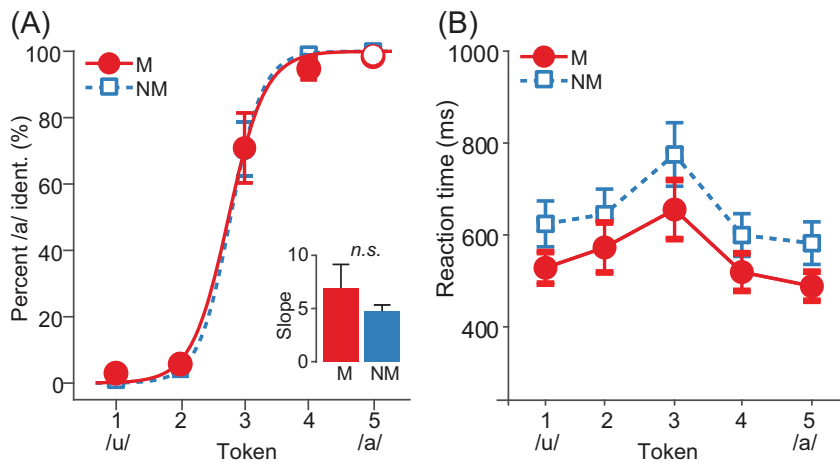 (A)
M
NM
Percent /a/ ident. (%)
100
80
60
40
20
0
1
2
3
4
5
/u/
/a/
Token
n.s.
Slope
10
5
0
M
NM
(B)
M
NM
Reaction time (ms)
1000
800
600
400
1
2
3
4
5
/u/
/a/
Token